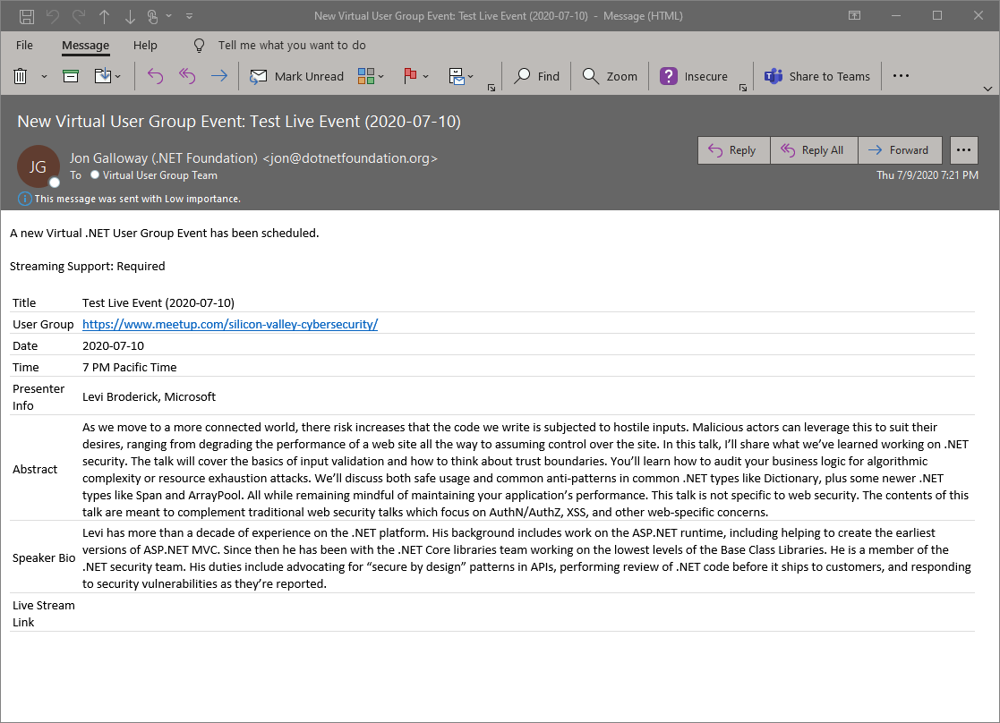 New Virtual User Group Event: Test Live Event (2020-07-10) - Message (HTML)
File Message Help Tell me what you want to do
Mark Unread Find Zoom ? Insecure Share to Teams
New Virtual User Group Event: Test Live Event (2020-07-10)
JG
Jon Galloway (.NET Foundation) <jon@dotnetfoundation.org>
To Virtual User Group Team
Reply Reply All Forward
Thu 7/9/2020 7:21 PM
This message was sent with Low importance.
A new Virtual .NET User Group Event has been scheduled.
Streaming Support: Required
Title Test Live Event (2020-07-10)
User Group https://www.meetup.com/silicon-valley-cybersecurity/
Date 2020-07-10
Time 7 PM Pacific Time
Presenter
Info
Levi Broderick, Microsoft
Abstract
As we move to a more connected world, there risk increases that the code we write is subjected to hostile inputs. Malicious actors can leverage this to suit their
desires, ranging from degrading the performance of a web site all the way to assuming control over the site. In this talk, I’ll share what we’ve learned working on .NET
security. The talk will cover the basics of input validation and how to think about trust boundaries. You’ll learn how to audit your business logic for algorithmic
complexity or resource exhaustion attacks. We’ll discuss both safe usage and common anti-patterns in common .NET types like Dictionary, plus some newer .NET
types like Span and ArrayPool. All while remaining mindful of maintaining your application’s performance. This talk is not specific to web security. The contents of this
talk are meant to complement traditional web security talks which focus on AuthN/AuthZ, XSS, and other web-specific concerns.
Speaker Bio
Levi has more than a decade of experience on the .NET platform. His background includes work on the ASP.NET runtime, including helping to create the earliest
versions of ASP.NET MVC. Since then he has been with the .NET Core libraries team working on the lowest levels of the Base Class Libraries. He is a member of the
.NET security team. His duties include advocating for “secure by design” patterns in APIs, performing review of .NET code before it ships to customers, and responding
to security vulnerabilities as they’re reported.
Live Stream
Link